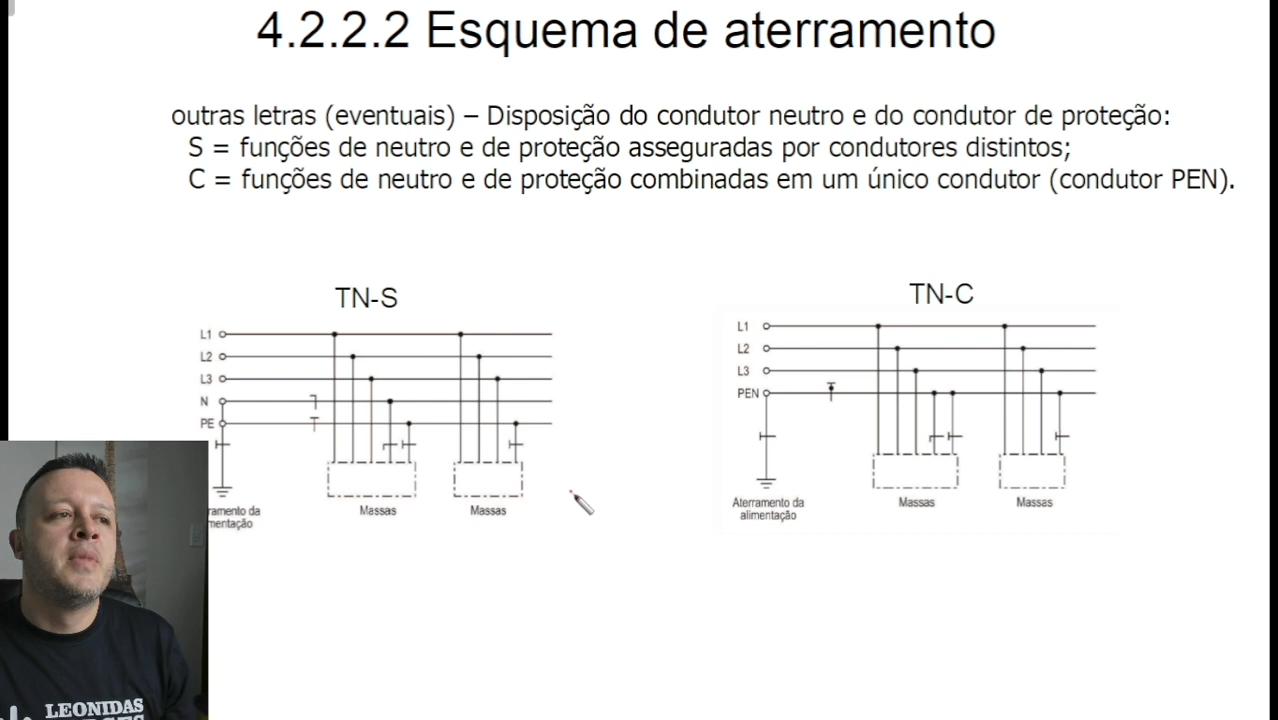 4.2.2.2 Esquema de aterramento
outras letras (eventuais) – Disposição do condutor neutro e do condutor de proteção:
S = funções de neutro e de proteção asseguradas por condutores distintos;
C = funções de neutro e de proteção combinadas em um único condutor (condutor PEN).
TN-S
L1
L2
L3
N
PE
ramento da
mentação
Massas
Massas
TN-C
L1
L2
L3
PEN
Aterramento da
alimentação
Massas
Massas
LEONIDAS